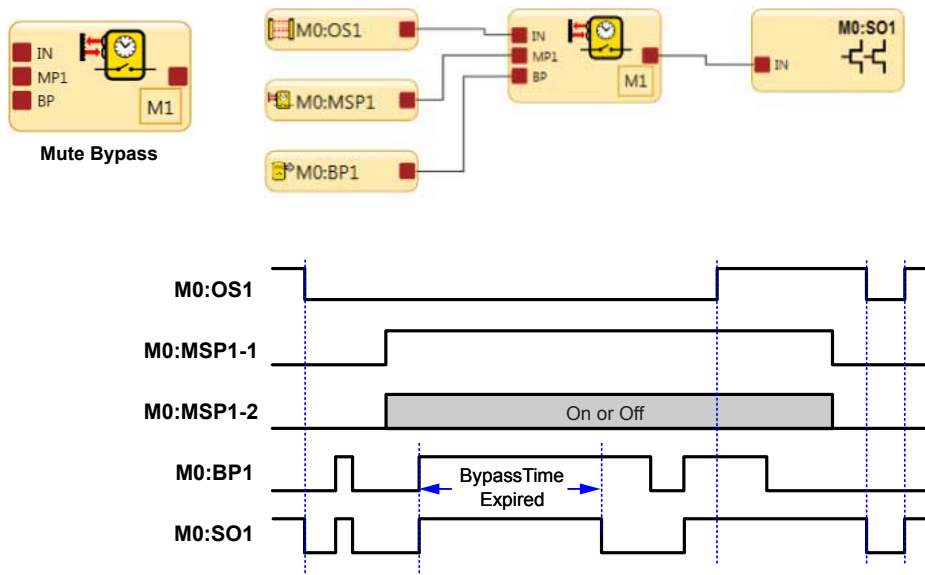 IN
MP1
BP
M1
Mute Bypass
M0:OS1
M0:MSP1
M0:BP1
IN
MP1
BP
M1
M0:SO1
IN
M0:OS1
M0:MSP1-1
M0:MSP1-2
On or Off
M0:BP1
BypassTime
Expired
M0:SO1